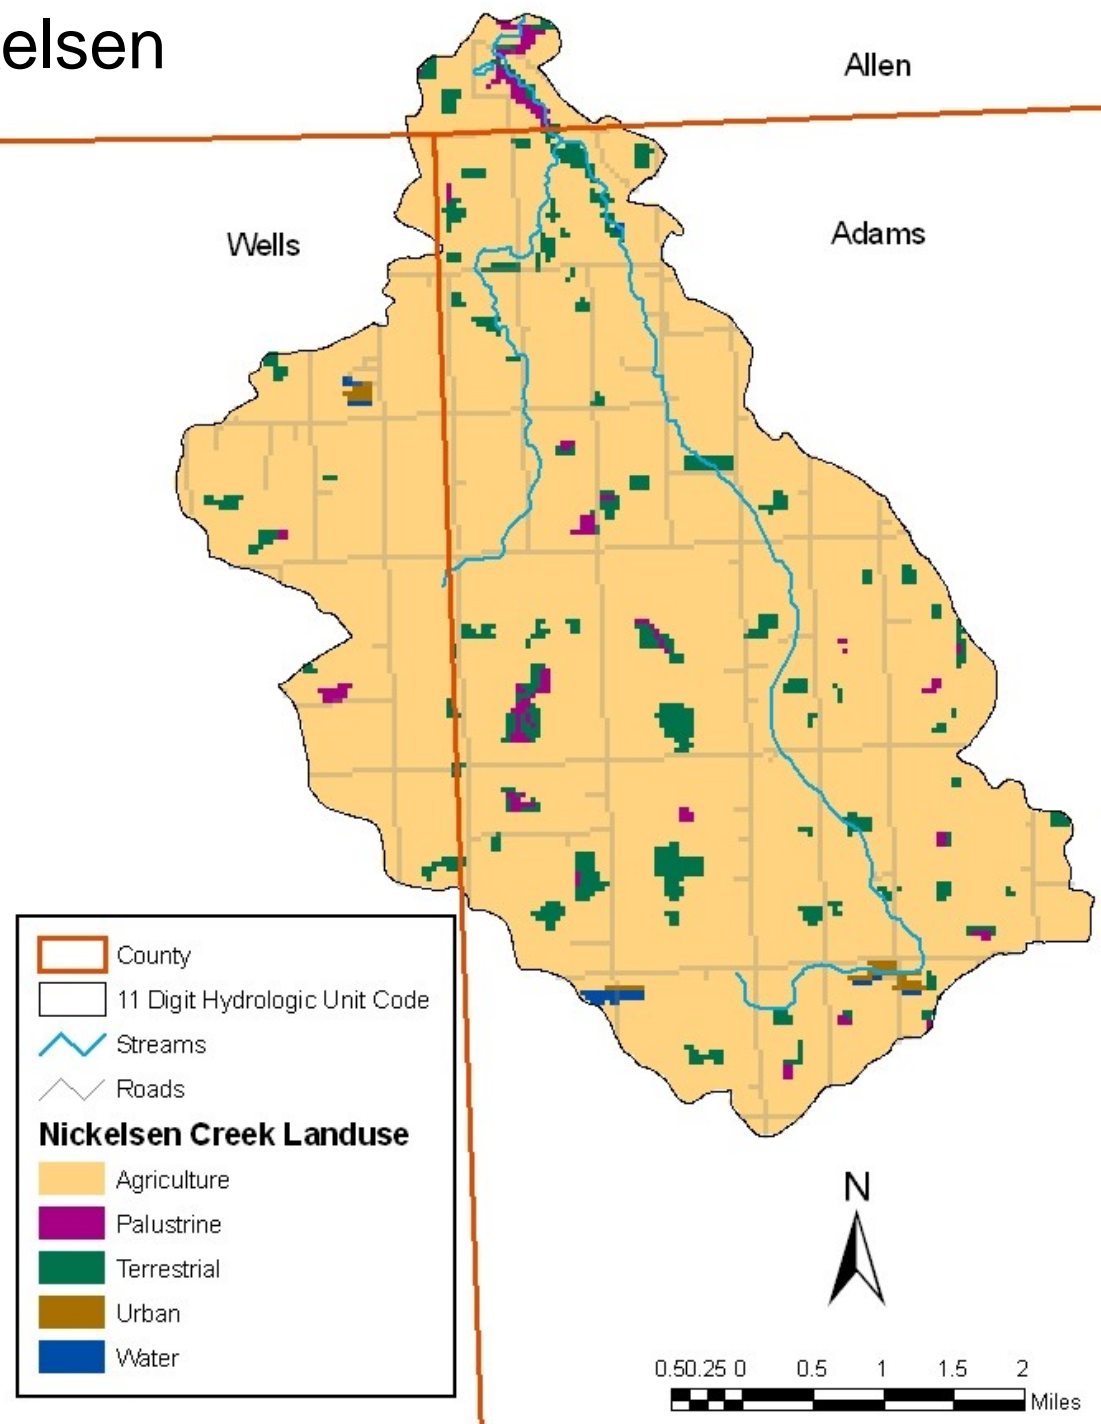 elsen
Allen
Wells
Adams
County
11 Digit Hydrologic Unit Code
Streams
Roads
Nickelsen Creek Landuse
Agriculture
Palustrine
Terrestrial
Urban
Water
N
0.50.25 0 0.5 1 1.5 2
Miles